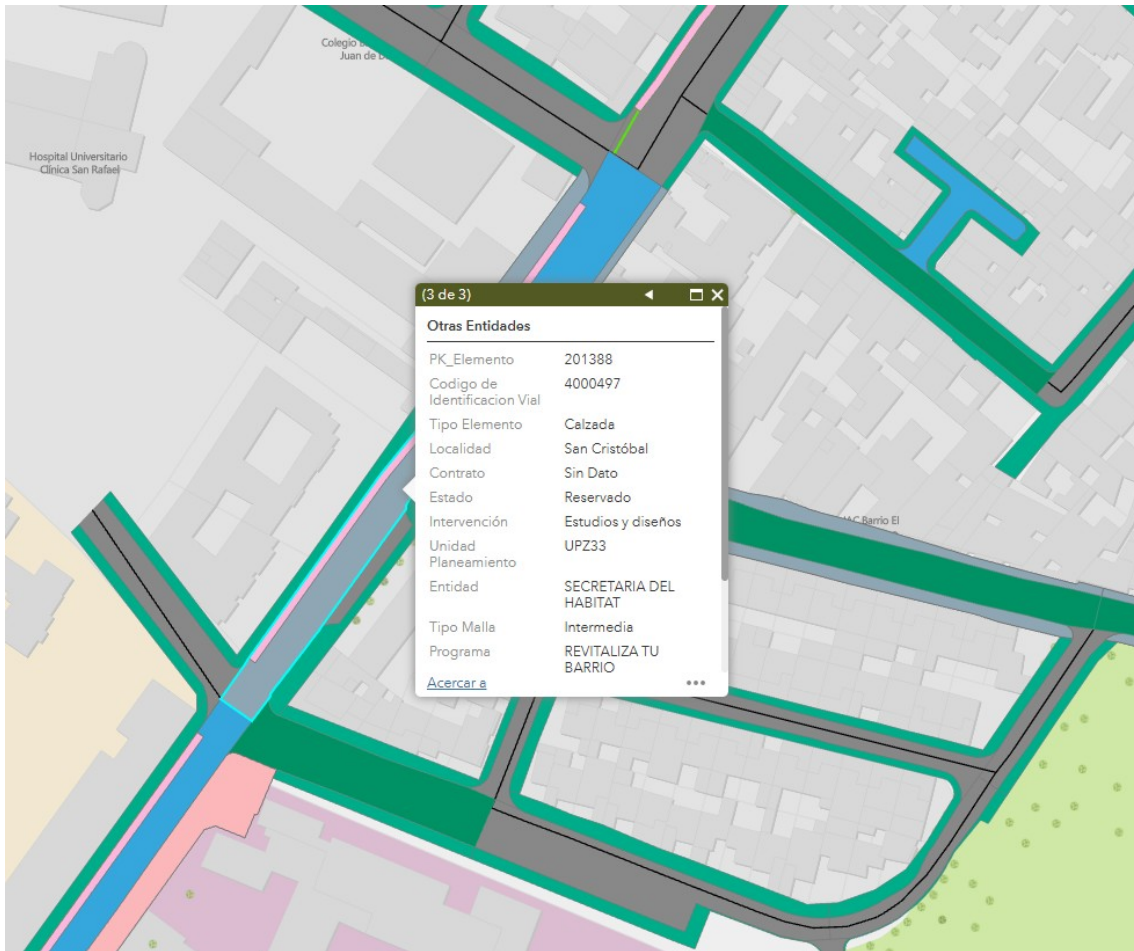 Colegio
Juan de
Hospital Universitario
Clínica San Rafael
(3 de 3)
Otras Entidades
PK_Elemento 201388
Codigo de 4000497
Identificacion Vial
Tipo Elemento Calzada
Localidad San Cristóbal
Contrato Sin Dato
Estado Reservado
Intervención Estudios y diseños
Unidad UPZ33
Planeamiento
Entidad SECRETARIA DEL
HABITAT
Tipo Malla Intermedia
Programa REVITALIZA TU
BARRIO
Acercar a
Barrio El